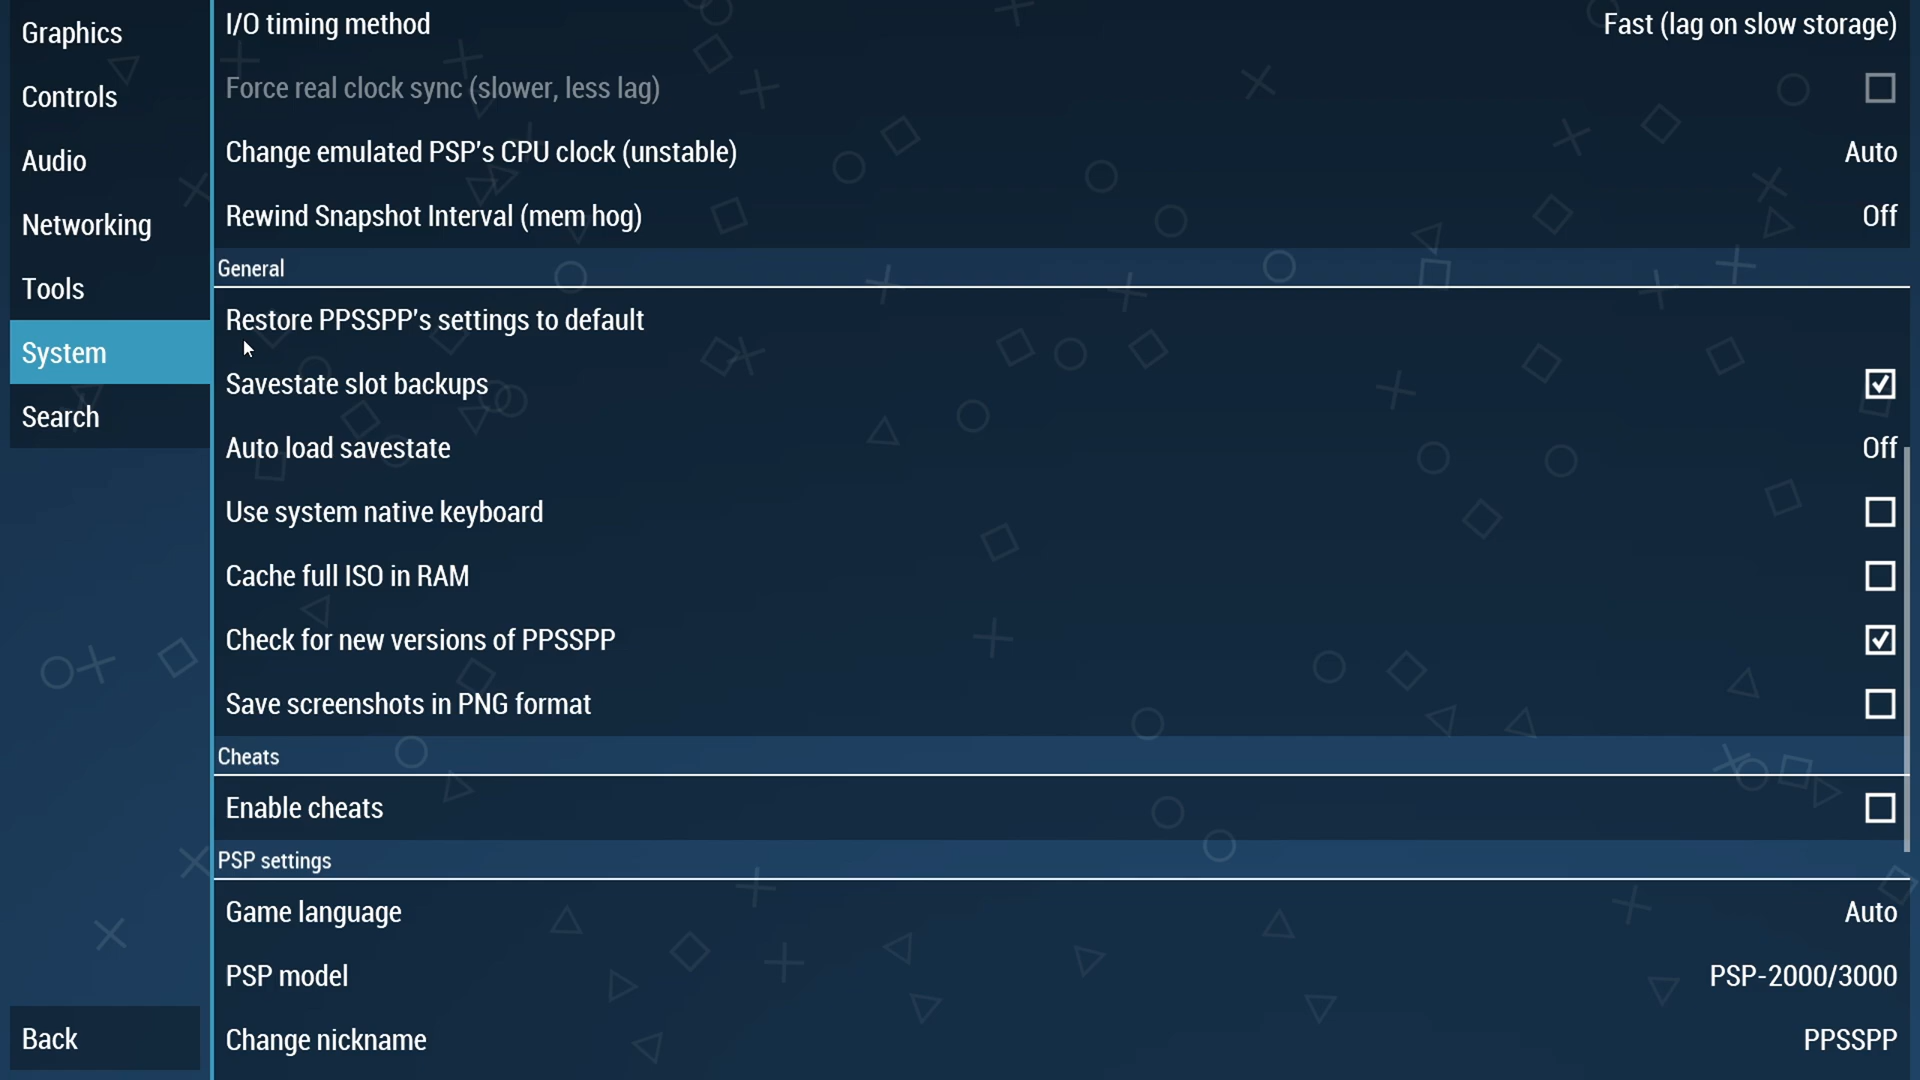 Graphics
Controls
Audio
Networking
Tools
System
Search
Back
I/O timing method Fast (lag on slow storage)
Force real clock sync (slower, less lag)
Change emulated PSP's CPU clock (unstable) Auto
Rewind Snapshot Interval (mem hog) Off
General
Restore PPSSPP's settings to default
Savestate slot backups
Auto load savestate Off
Use system native keyboard
Cache full ISO in RAM
Check for new versions of PPSSPP
Save screenshots in PNG format
Cheats
Enable cheats
PSP settings
Game language Auto
PSP model PSP-2000/3000
Change nickname PPSSPP